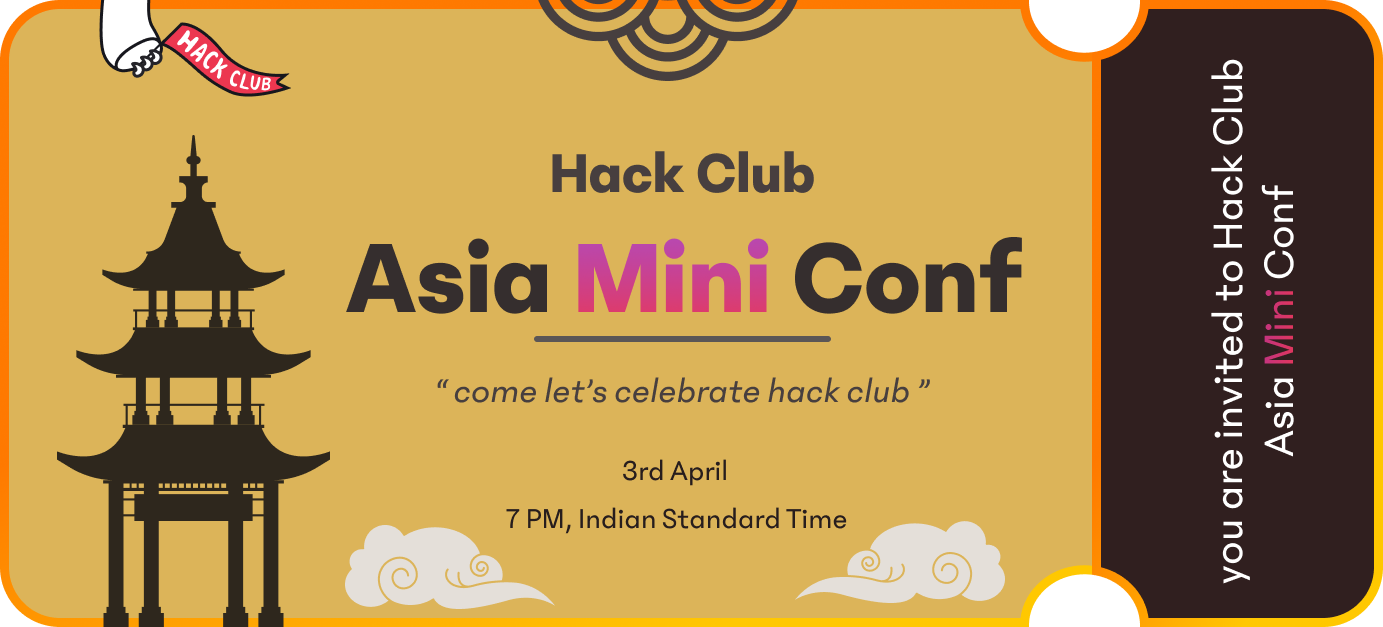 HACK CLUB
Hack Club
Asia Mini Conf
“ come let’s celebrate hack club ”
3rd April
7 PM, Indian Standard Time
you are invited to Hack Club
Asia Mini Conf